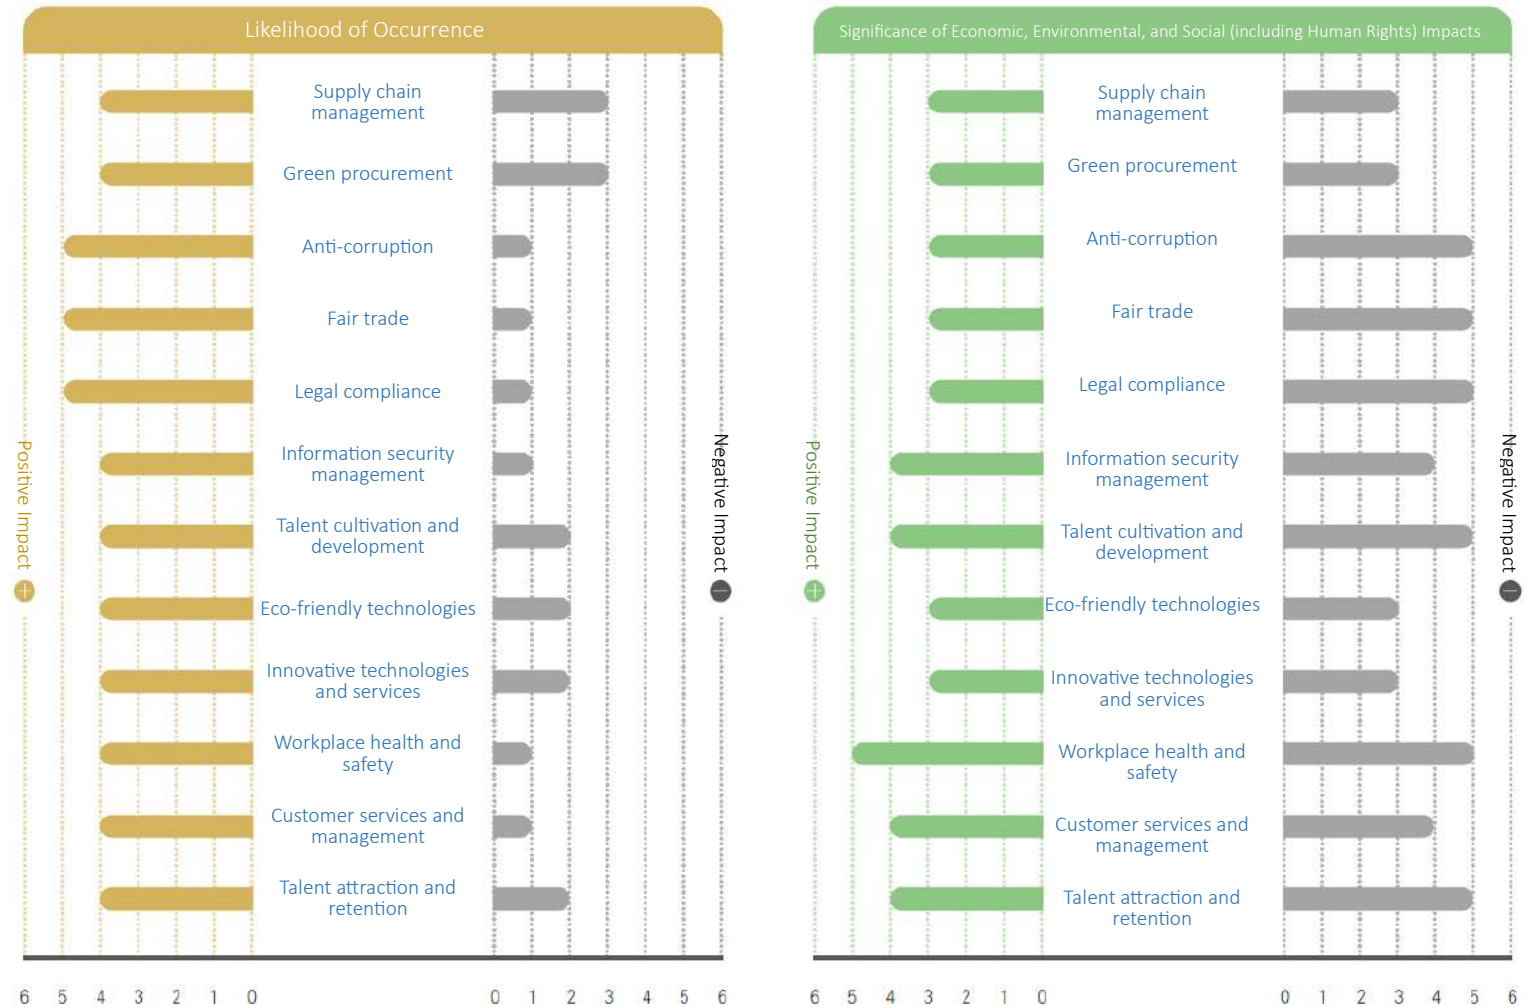 Likelihood of Occurrence
Supply chain
management
Green procurement
Anti-corruption
Fair trade
Legal compliance
Information security
management
Talent cultivation and
development
Eco-friendly technologies
Innovative technologies
and services
Workplace health and
safety
Customer services and
management
Talent attraction and
retention
Positive Impact
Negative Impact
6 5 4 3 2 1 0
0 1 2 3 4 5 6
Significance of Economic, Environmental, and Social (including Human Rights) Impacts
Supply chain
management
Green procurement
Anti-corruption
Fair trade
Legal compliance
Information security
management
Talent cultivation and
development
Eco-friendly technologies
Innovative technologies
and services
Workplace health and
safety
Customer services and
management
Talent attraction and
retention
Positive Impact
Negative Impact
6 5 4 3 2 1 0
0 1 2 3 4 5 6